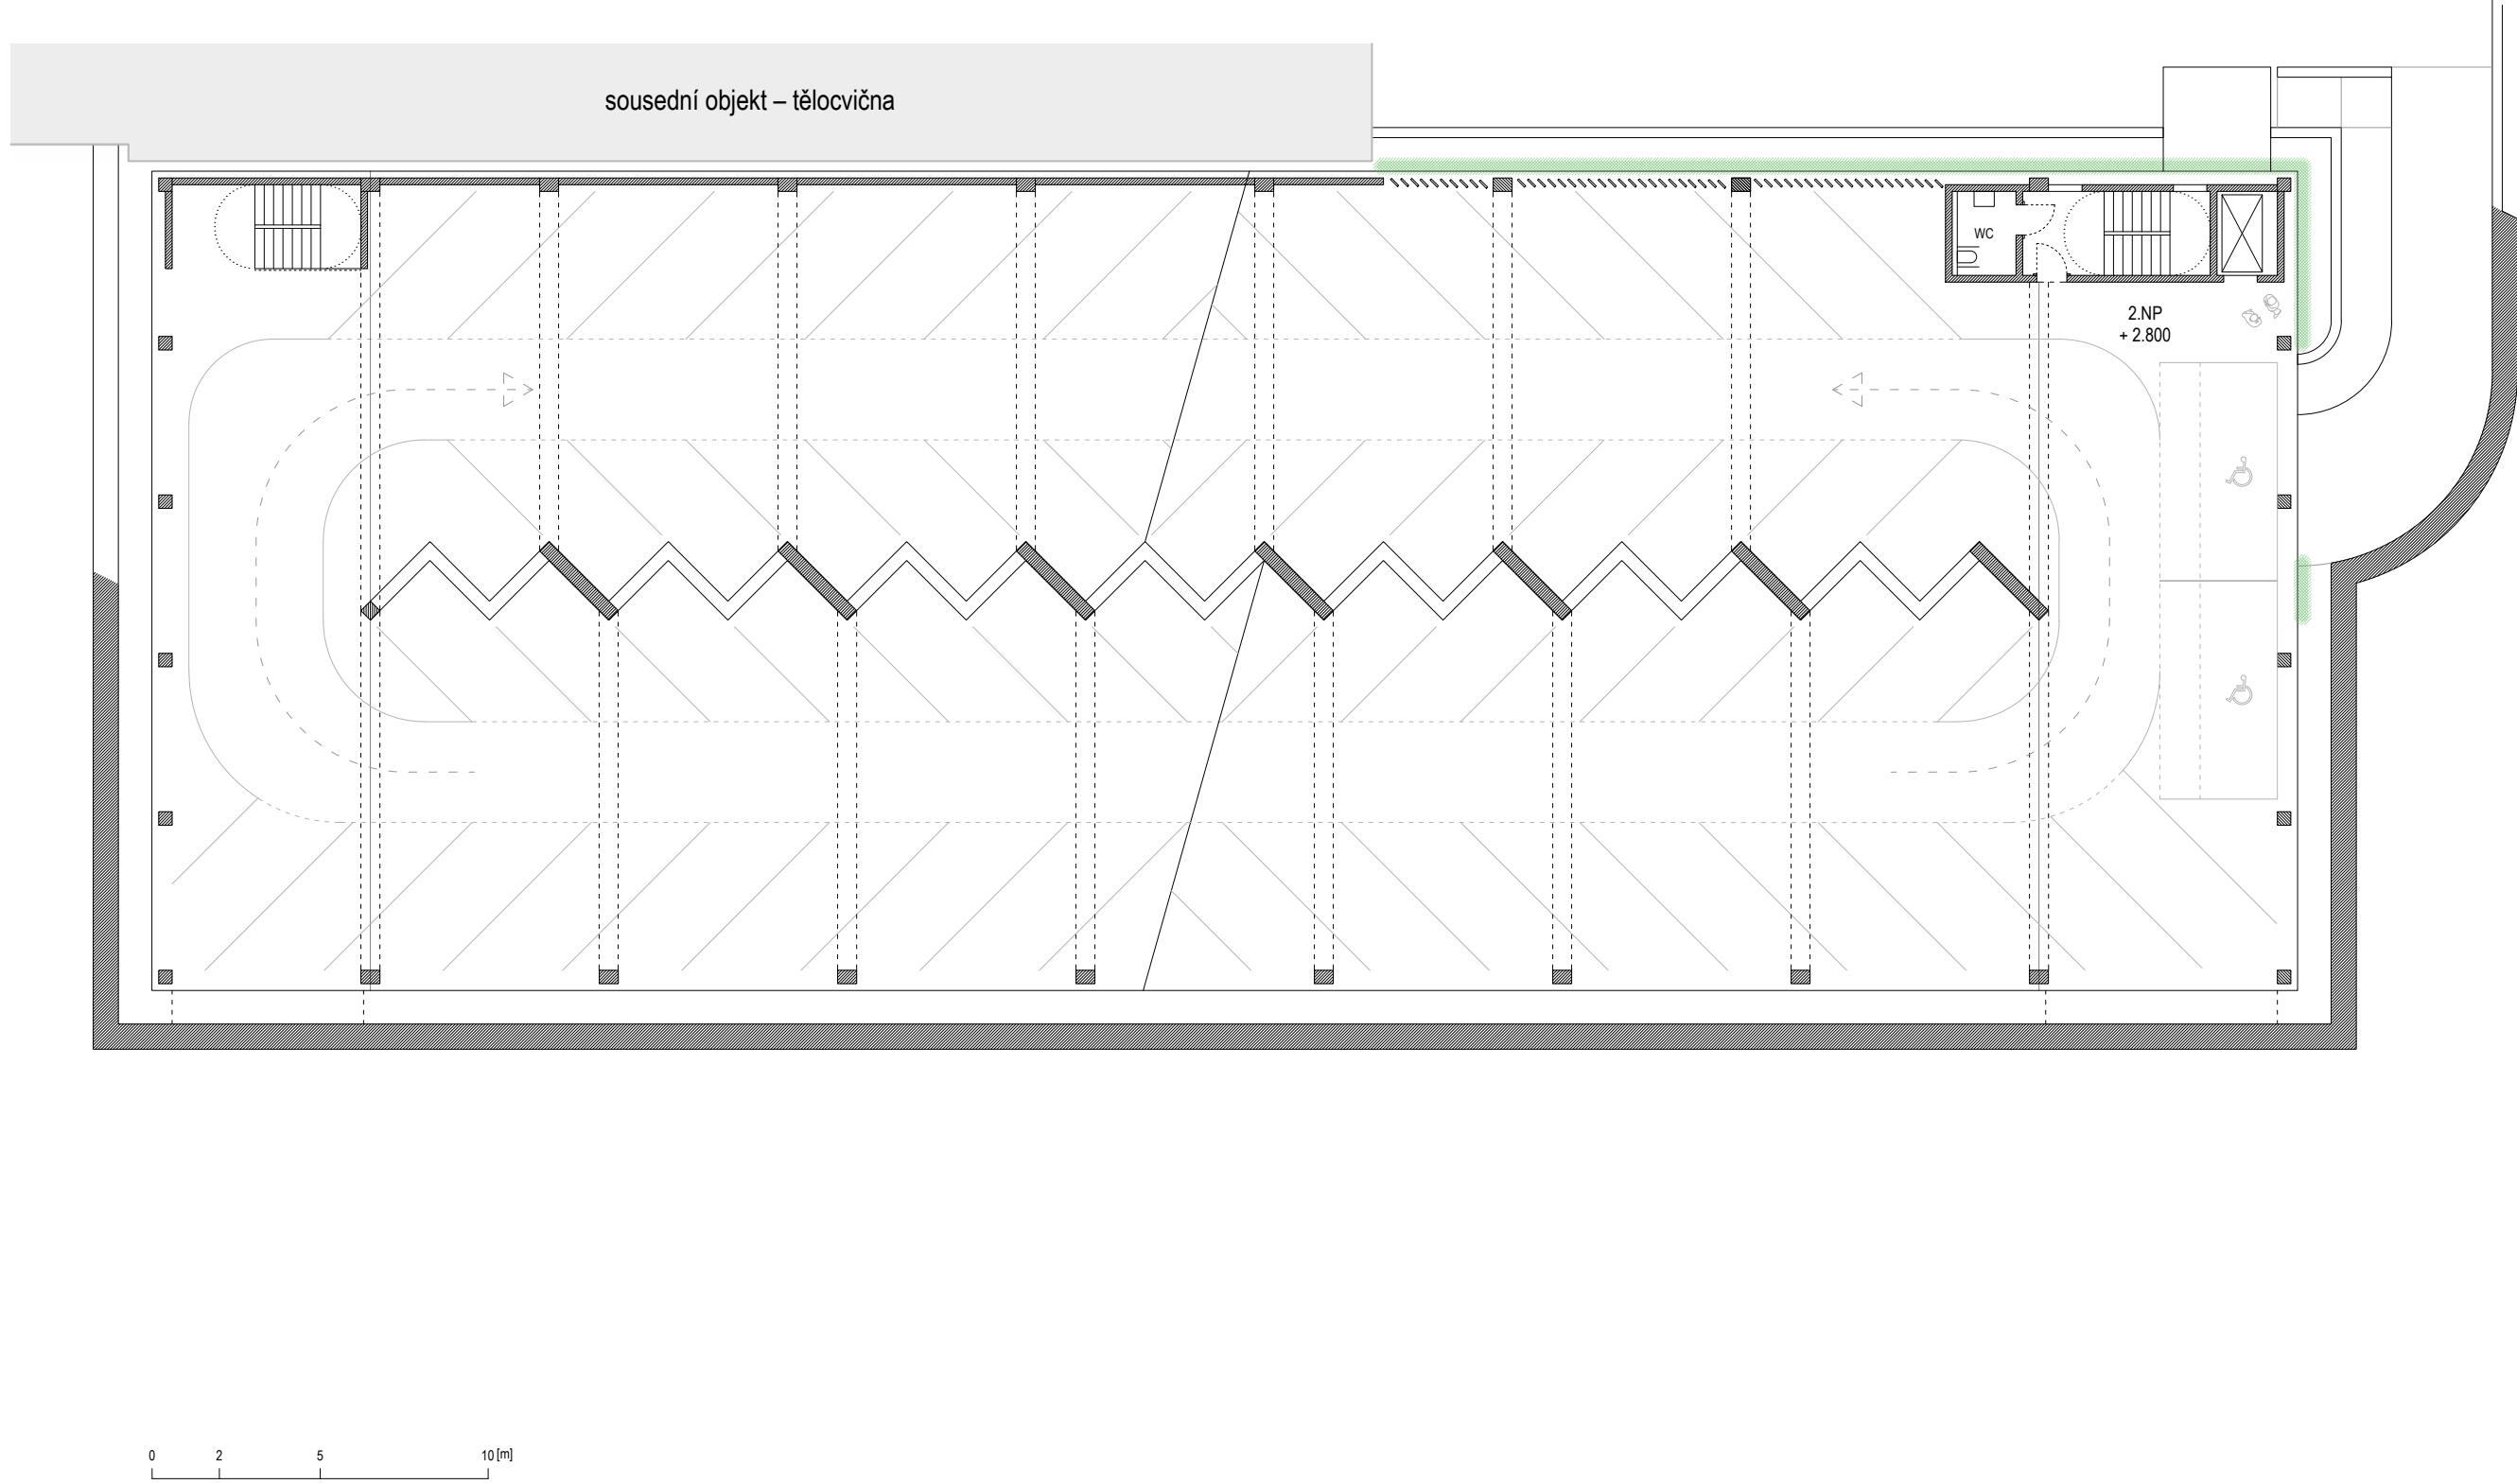 sousední objekt – tělocvična
WC
2.NP
+ 2.800
0 2 5 10 [m]